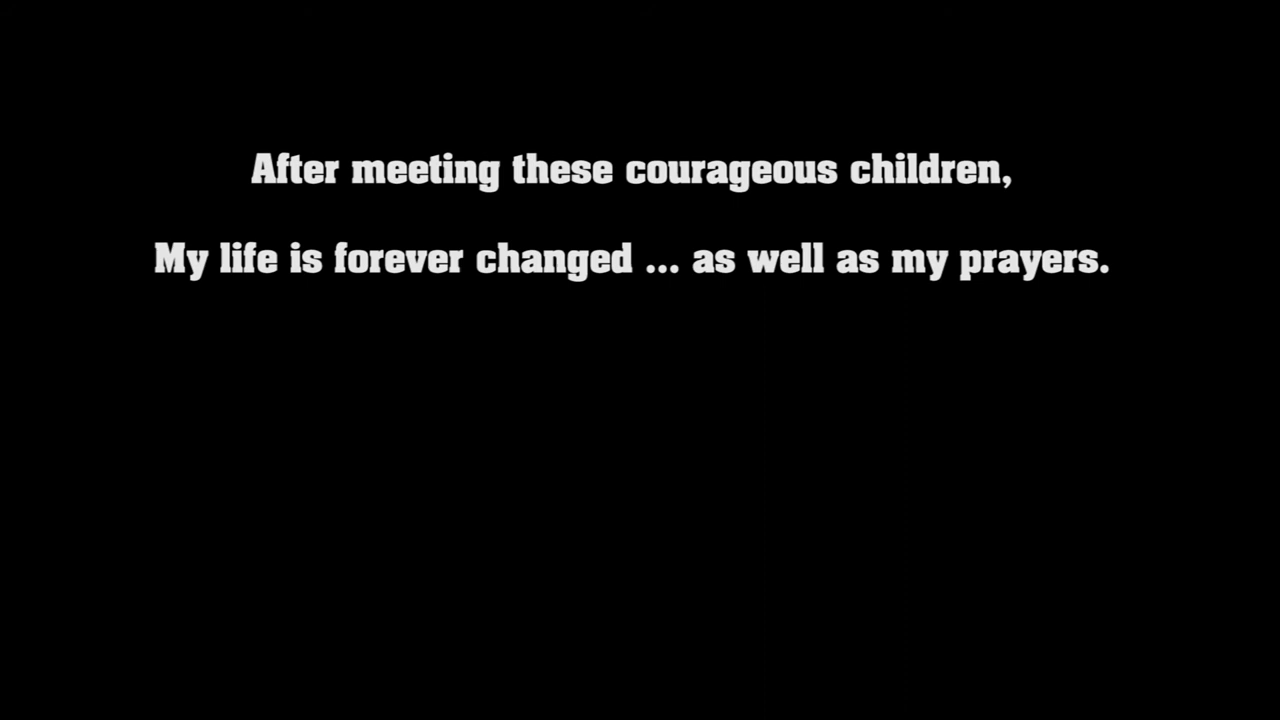 After meeting these courageous children,
My life is forever changed ... as well as my prayers.